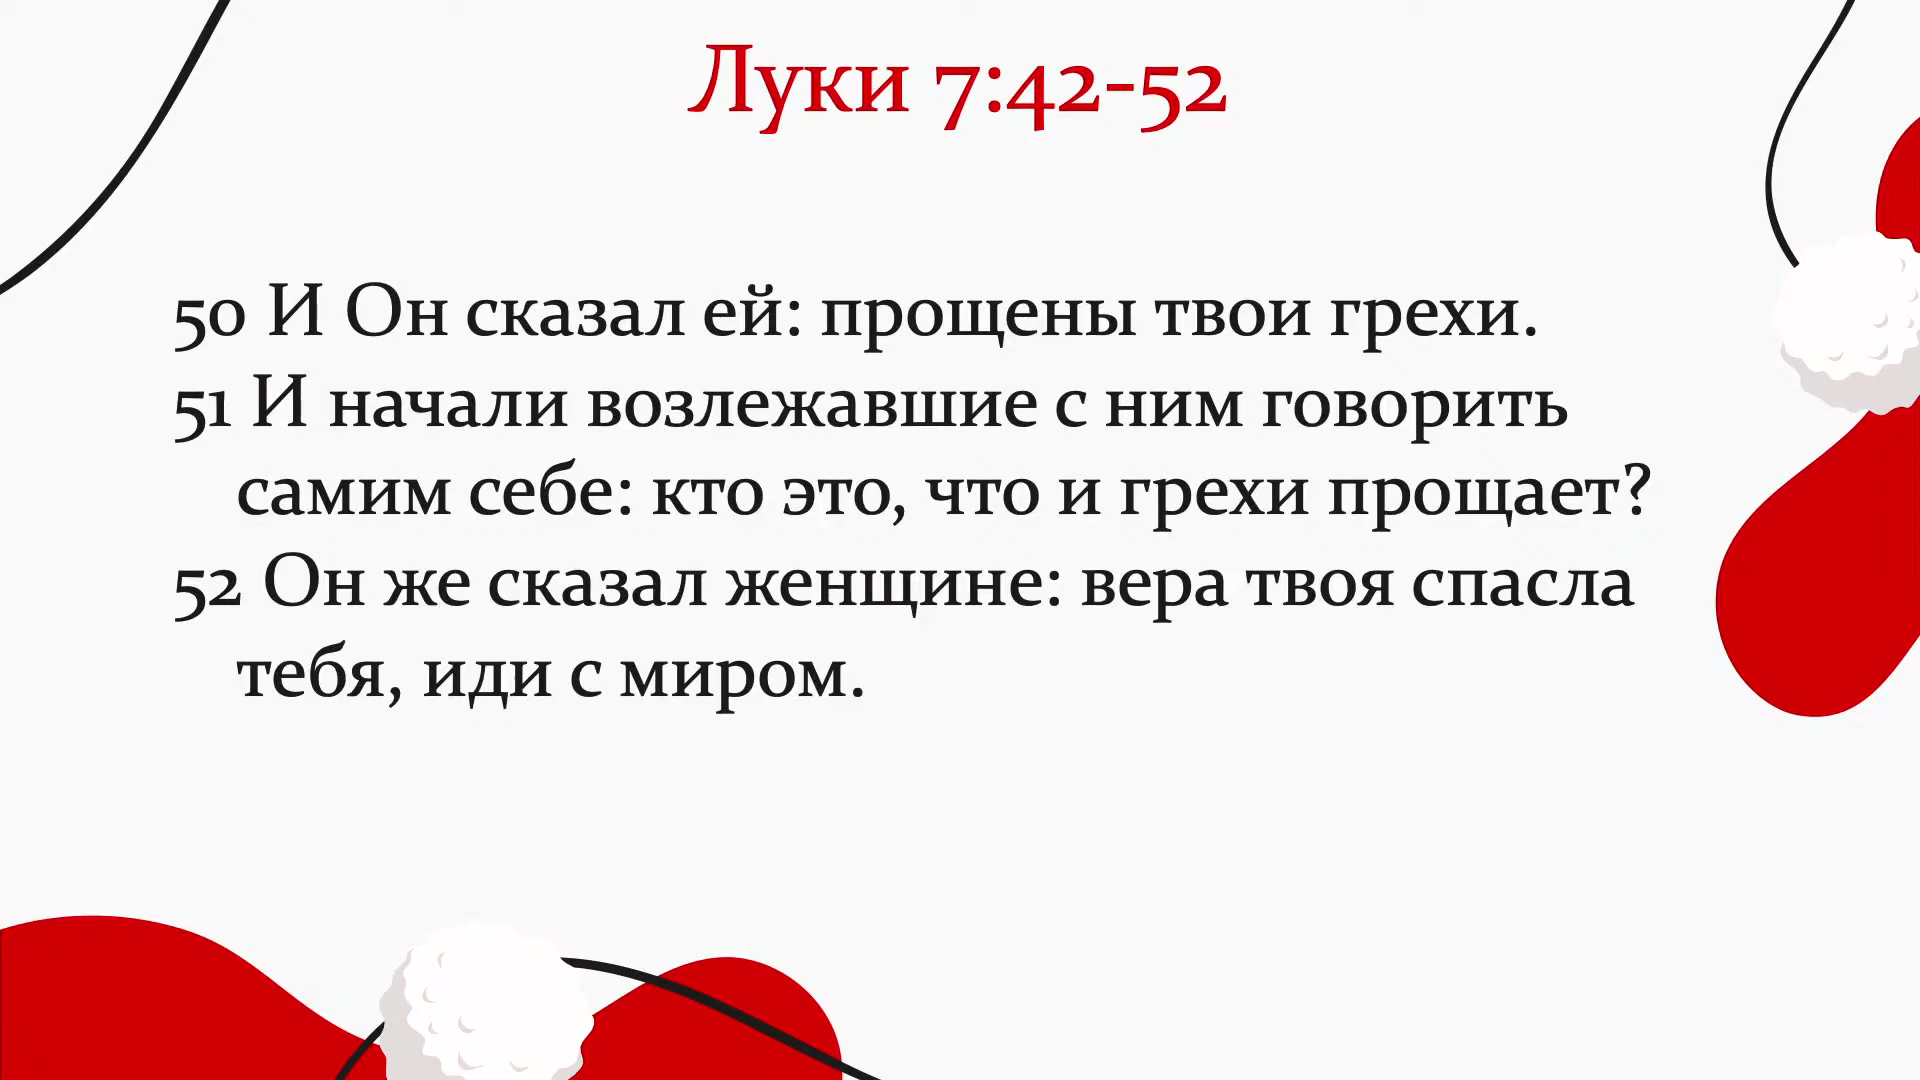 Луки 7:42-52
50 И Он сказал ей: прощены твои грехи.
51 И начали возлежавшие с ним говорить
самим себе: кто это, что и грехи прощает?
52 Он же сказал женщине: вера твоя спасла
тебя, иди с миром.